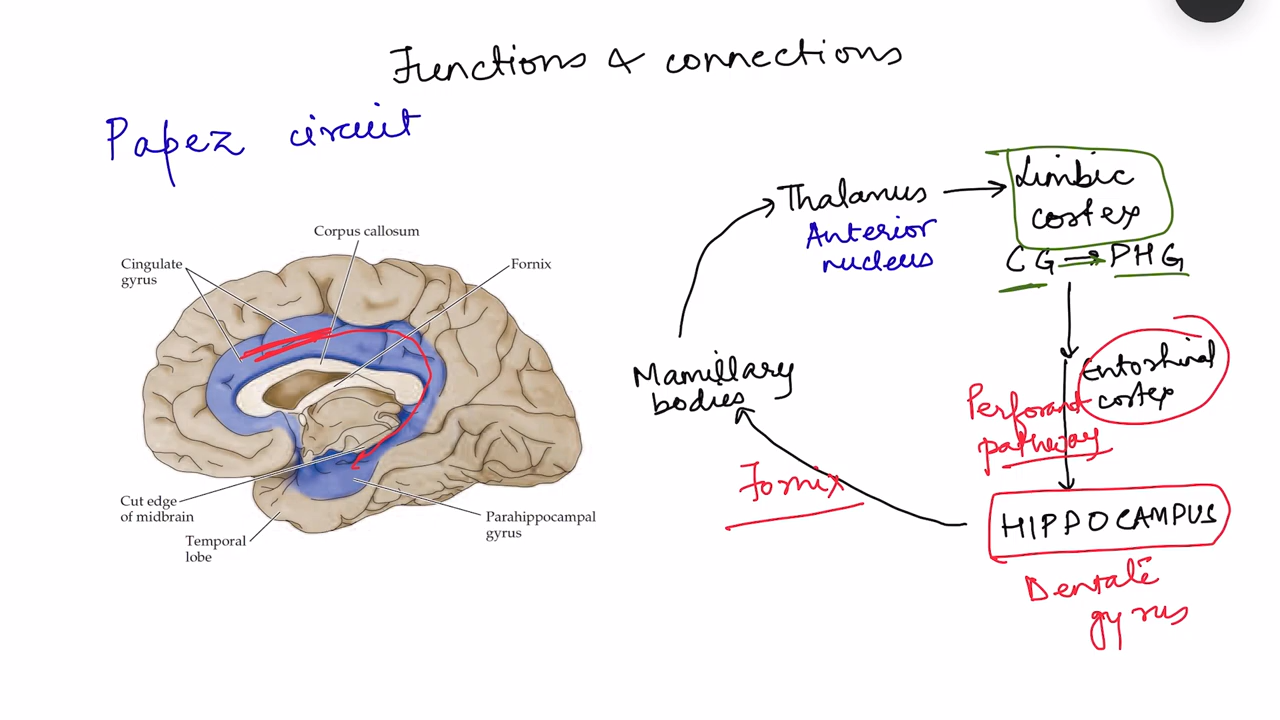 Functions & connections
Papez circuit
Corpus callosum
Cingulate
gyrus
Fornix
Cut edge
of midbrain
Temporal
lobe
Parahippocampal
gyrus
Thalamus
Anterior
nucleus
Limbic
cortex
CG → PHG
Mamillary
bodies
Entorhinal
cortex
Perforant
pathway
Fornix
HIPPOCAMPUS
Dentate
gyrus